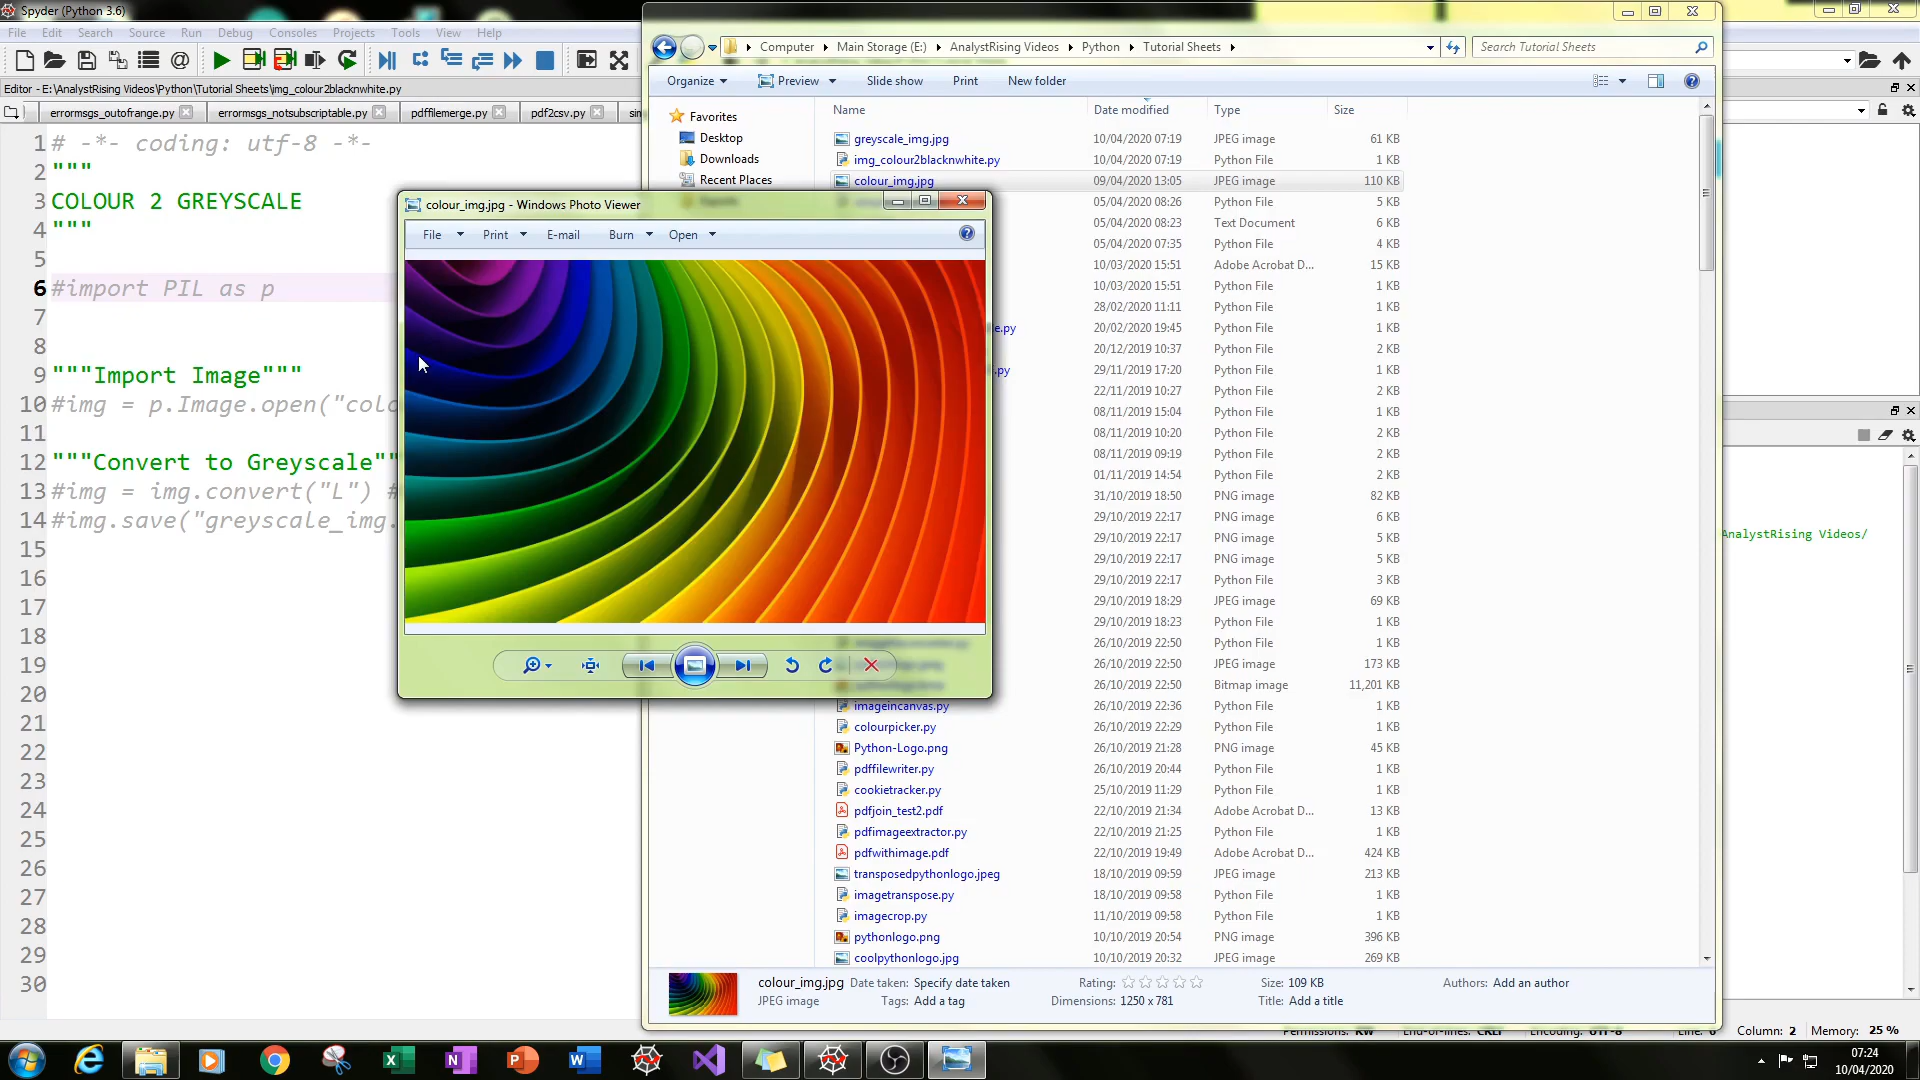 Spyder (Python 3.6)
File Edit Search Source Run Debug Consoles Projects Tools View Help
Editor - E:\AnalystRising Videos\Python\Tutorial Sheets\img_colour2blacknwhite.py
errormsgs_outofrange.py errormsgs_notsubscriptable.py pdffilemerge.py pdf2csv.py
1 # -*- coding: utf-8 -*-
2 """
3 COLOUR 2 GREYSCALE
4 """
5
6 #import PIL as p
7
8
9 """Import Image"""
10 #img = p.Image.open("colo
11
12 """Convert to Greyscale""
13 #img = img.convert("L") #
14 #img.save("greyscale_img.
15
16
17
18
19
20
21
22
23
24
25
26
27
28
29
30
Computer Main Storage (E:) AnalystRising Videos Python Tutorial Sheets Search Tutorial Sheets
Organize Preview Slide show Print New folder
Favorites
Desktop
Downloads
Recent Places
Name Date modified Type Size
greyscale_img.jpg 10/04/2020 07:19 JPEG image 61 KB
img_colour2blacknwhite.py 10/04/2020 07:19 Python File 1 KB
colour_img.jpg 09/04/2020 13:05 JPEG image 110 KB
05/04/2020 08:26 Python File 5 KB
05/04/2020 08:23 Text Document 6 KB
05/04/2020 07:35 Python File 4 KB
10/03/2020 15:51 Adobe Acrobat D... 15 KB
10/03/2020 15:51 Python File 1 KB
28/02/2020 11:11 Python File 1 KB
e.py 20/02/2020 19:45 Python File 1 KB
20/12/2019 10:37 Python File 2 KB
.py 29/11/2019 17:20 Python File 1 KB
22/11/2019 10:27 Python File 2 KB
08/11/2019 15:04 Python File 1 KB
08/11/2019 10:20 Python File 2 KB
08/11/2019 09:19 Python File 2 KB
01/11/2019 14:54 Python File 2 KB
31/10/2019 18:50 PNG image 82 KB
29/10/2019 22:17 PNG image 6 KB
29/10/2019 22:17 PNG image 5 KB
29/10/2019 22:17 PNG image 5 KB
29/10/2019 22:17 Python File 3 KB
29/10/2019 18:29 JPEG image 69 KB
29/10/2019 18:23 Python File 1 KB
26/10/2019 22:50 Python File 1 KB
26/10/2019 22:50 JPEG image 173 KB
26/10/2019 22:50 Bitmap image 11,201 KB
imageincanvas.py 26/10/2019 22:36 Python File 1 KB
colourpicker.py 26/10/2019 22:29 Python File 1 KB
Python-Logo.png 26/10/2019 21:28 PNG image 45 KB
pdffilewriter.py 26/10/2019 20:44 Python File 1 KB
cookietracker.py 25/10/2019 11:29 Python File 1 KB
pdfjoin_test2.pdf 22/10/2019 21:34 Adobe Acrobat D... 13 KB
pdfimageextractor.py 22/10/2019 21:25 Python File 1 KB
pdfwithimage.pdf 22/10/2019 19:49 Adobe Acrobat D... 424 KB
transposedpythonlogo.jpeg 18/10/2019 09:59 JPEG image 213 KB
imagetranspose.py 18/10/2019 09:58 Python File 1 KB
imagecrop.py 11/10/2019 09:58 Python File 1 KB
pythonlogo.png 10/10/2019 20:54 PNG image 396 KB
coolpythonlogo.jpg 10/10/2019 20:32 JPEG image 269 KB
colour_img.jpg Date taken: Specify date taken Rating: Size: 109 KB Authors: Add an author
JPEG image Tags: Add a tag Dimensions: 1250 x 781 Title: Add a title
colour_img.jpg - Windows Photo Viewer
File Print E-mail Burn Open
AnalystRising Videos/
Permissions: RW End-of-lines: CRLF Encoding: UTF-8 Line: 6 Column: 2 Memory: 25 %
07:24
10/04/2020